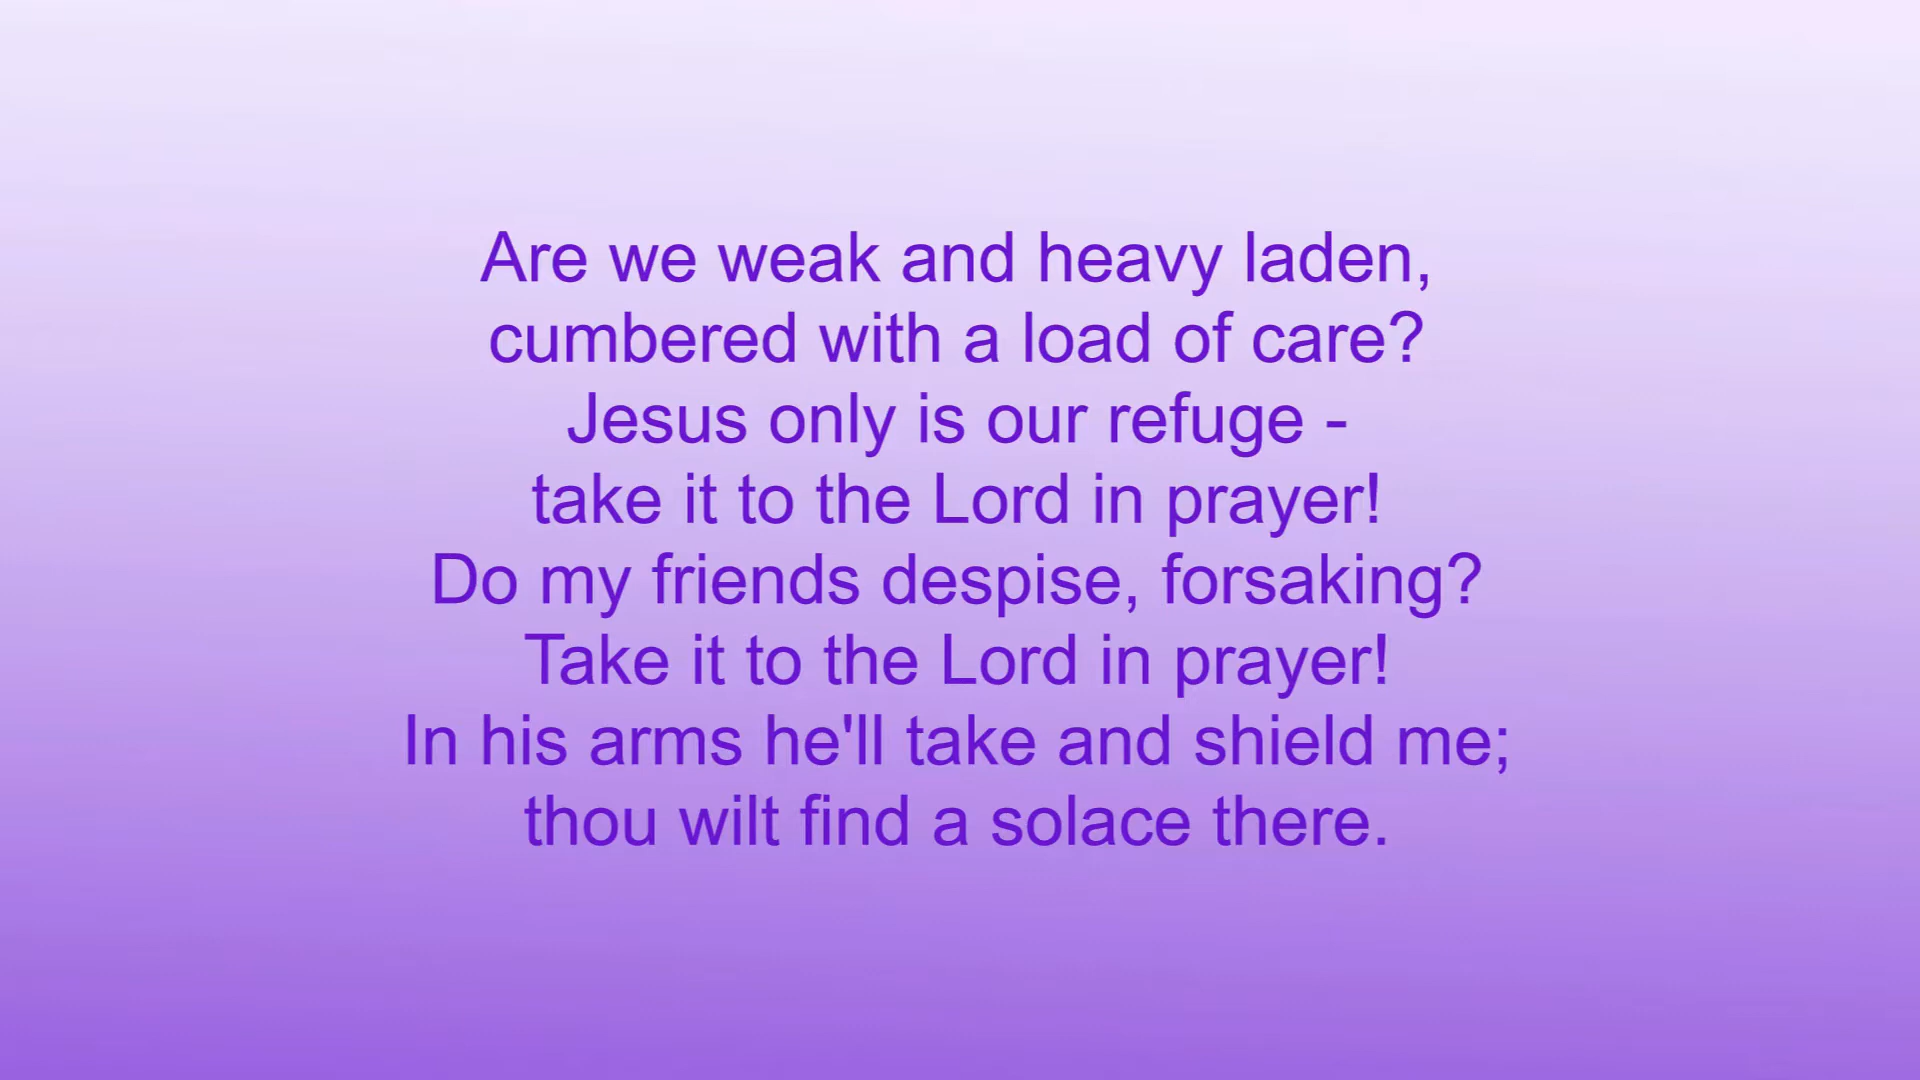 Are we weak and heavy laden,
cumbered with a load of care?
Jesus only is our refuge -
take it to the Lord in prayer!
Do my friends despise, forsaking?
Take it to the Lord in prayer!
In his arms he'll take and shield me;
thou wilt find a solace there.